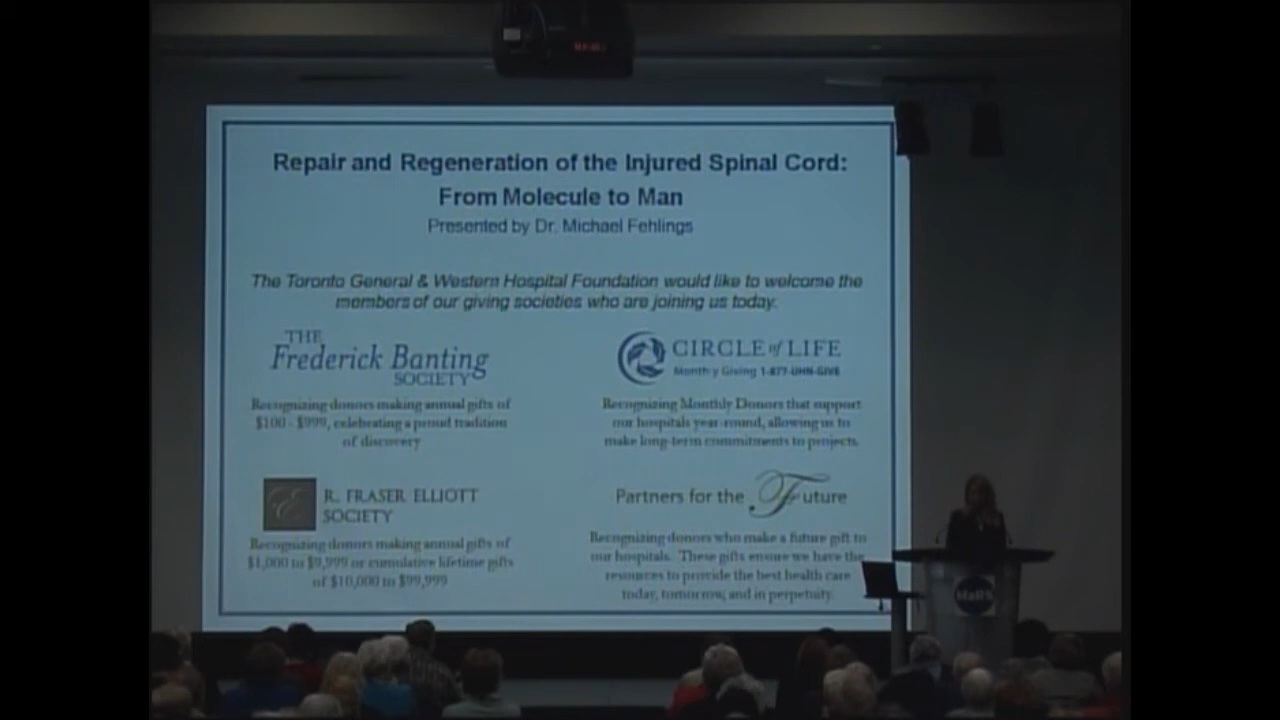 Repair and Regeneration of the Injured Spinal Cord:
From Molecule to Man
Presented by Dr. Michael Fehlings
The Toronto General & Western Hospital Foundation would like to welcome the
members of our giving societies who are joining us today.
THE
Frederick Banting
SOCIETY
Recognizing donors making annual gifts of
$100 - $999, celebrating a proud tradition
of discovery
CIRCLE of LIFE
Monthly Giving 1-877-UHN-GIVE
Recognizing Monthly Donors that support
our hospitals year-round, allowing us to
make long-term commitments to projects.
R. FRASER ELLIOTT
SOCIETY
Recognizing donors making annual gifts of
$1,000 to $9,999 or cumulative lifetime gifts
of $10,000 to $99,999
Partners for the Future
Recognizing donors who make a future gift to
our hospitals. These gifts ensure we have the
resources to provide the best health care
today, tomorrow, and in perpetuity.
MaRS